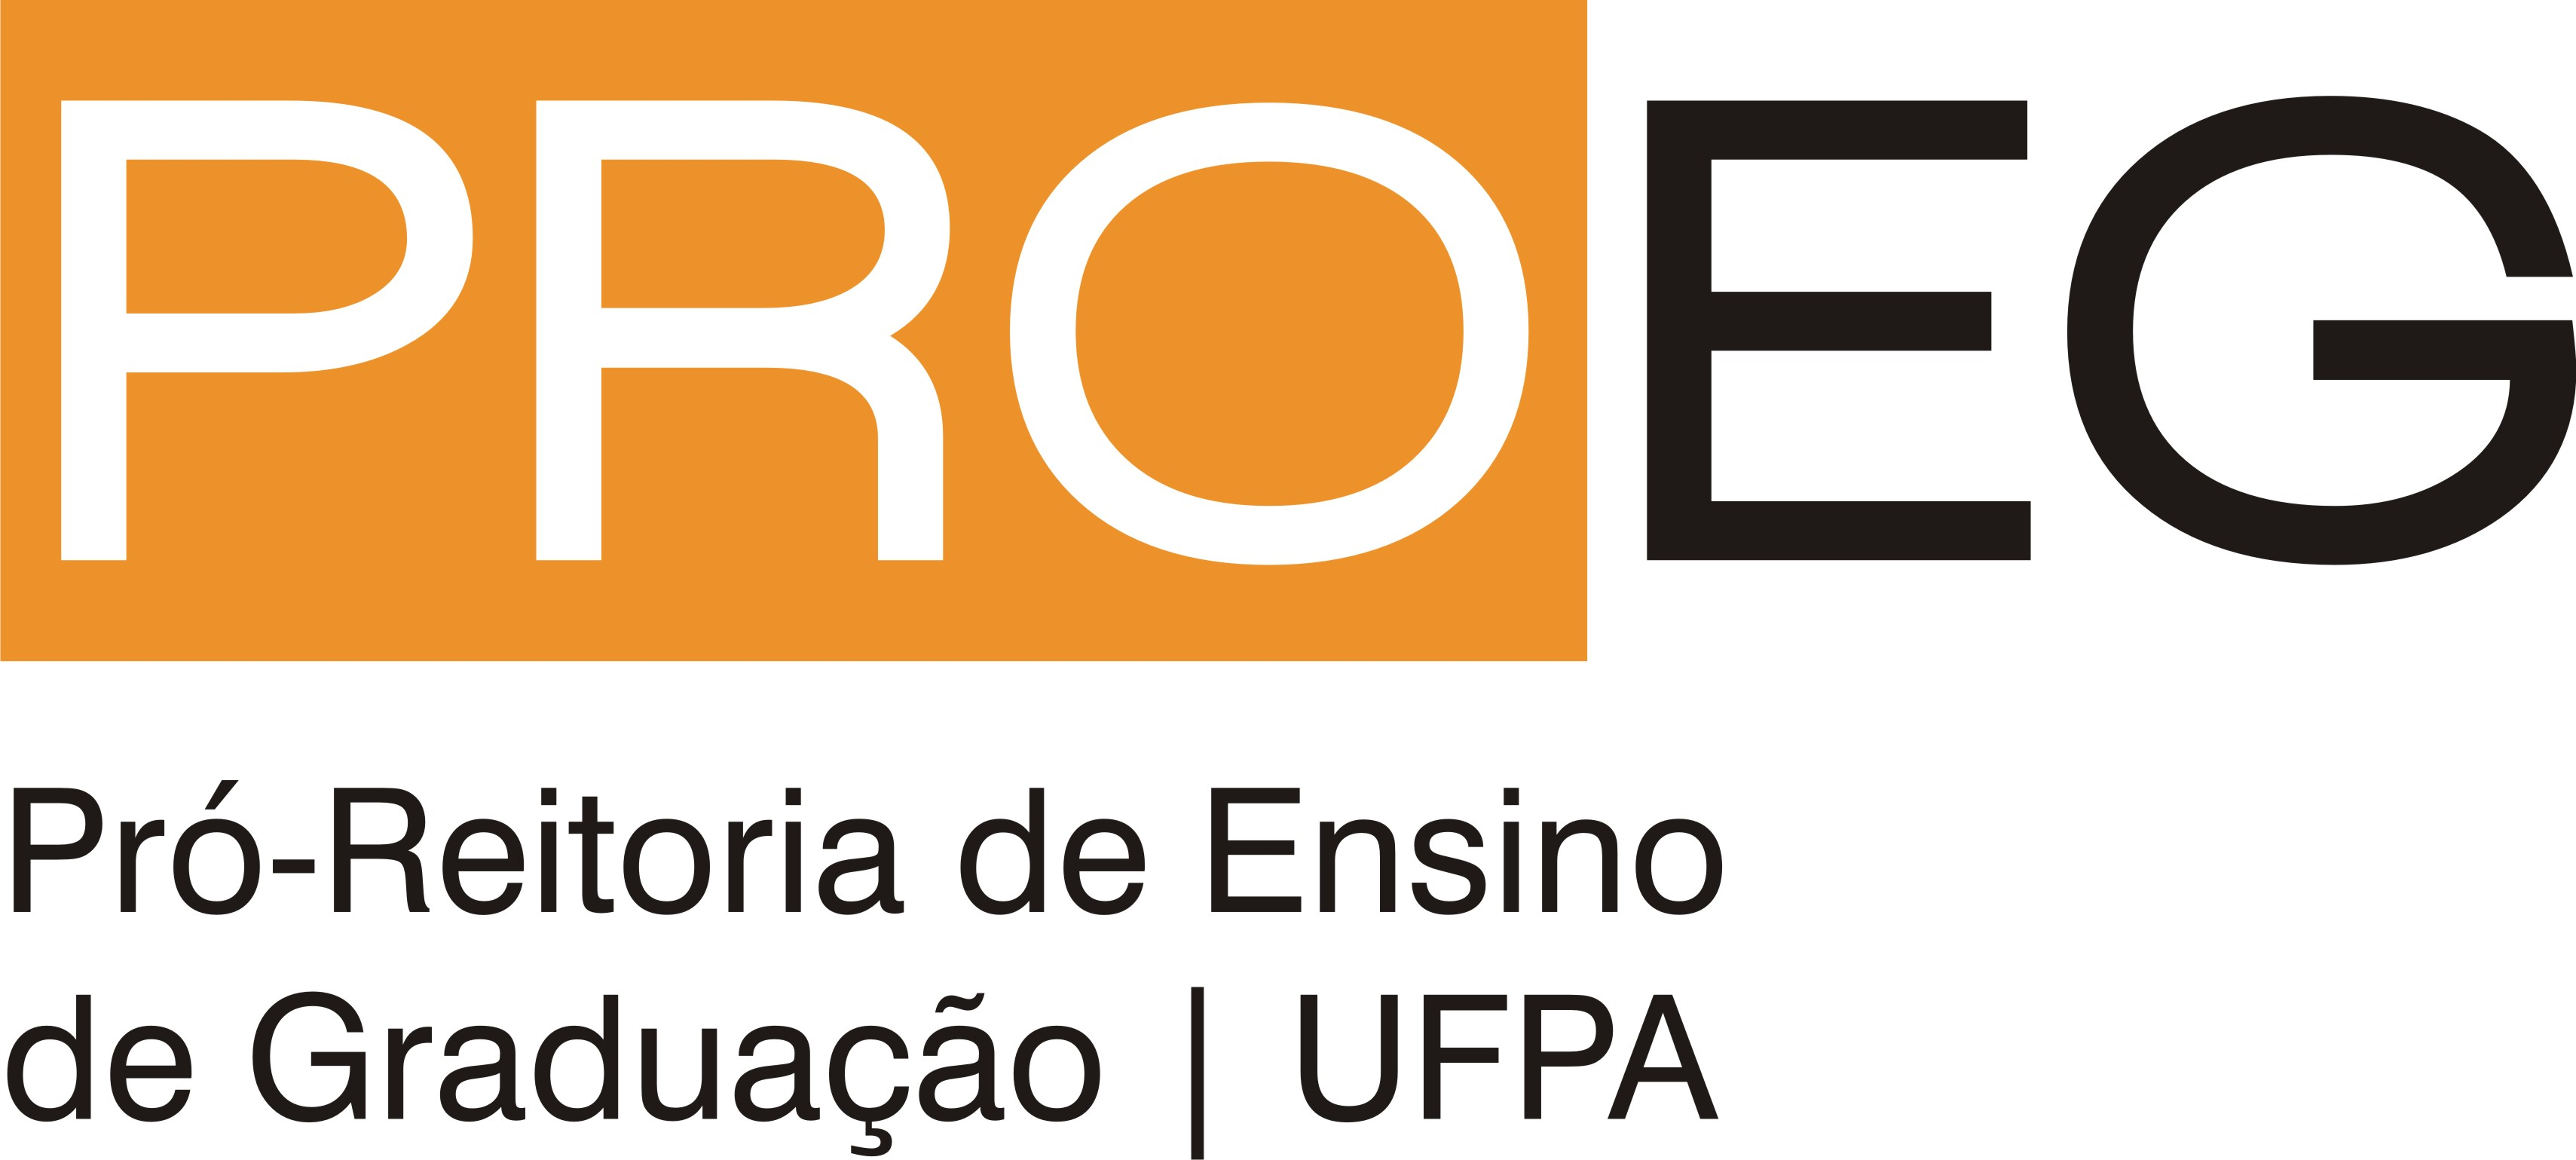 PROEG
Pró-Reitoria de Ensino
de Graduação | UFPA